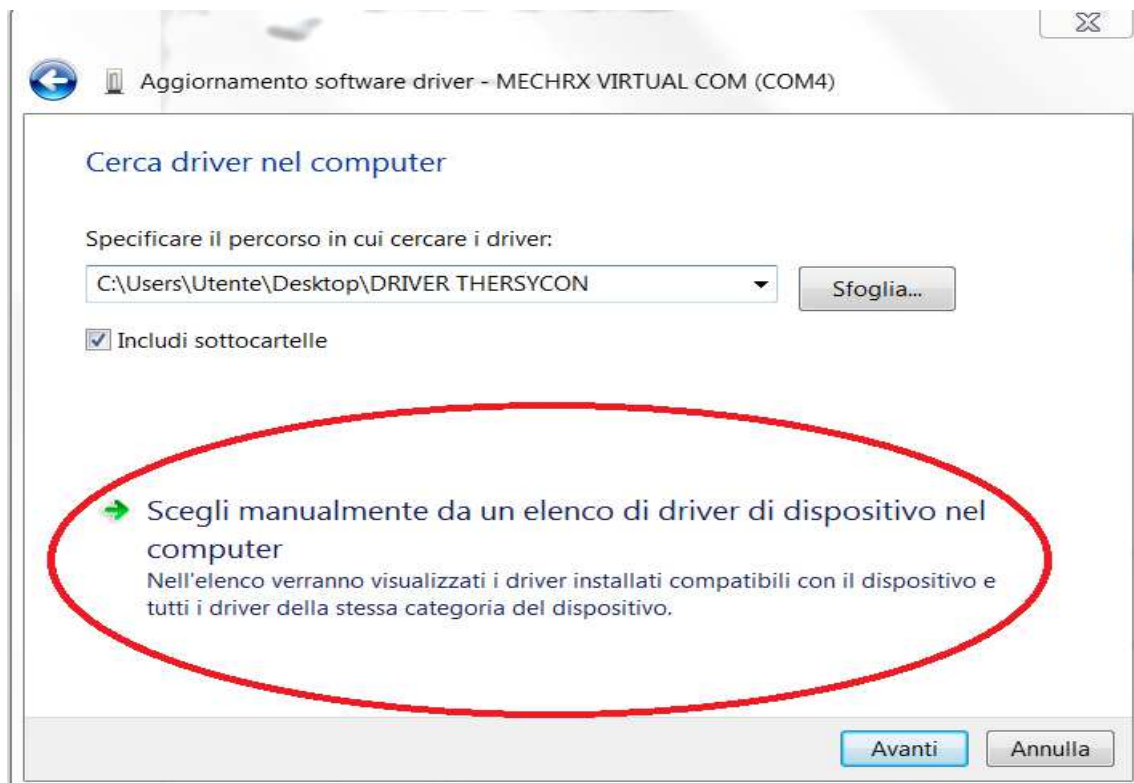 Aggiornamento software driver - MECHRX VIRTUAL COM (COM4)
Cerca driver nel computer
Specificare il percorso in cui cercare i driver:
C:\Users\Utente\Desktop\DRIVER THERSYCON
Sfoglia...
Includi sottocartelle
Scegli manualmente da un elenco di driver di dispositivo nel
computer
Nell'elenco verranno visualizzati i driver installati compatibili con il dispositivo e
tutti i driver della stessa categoria del dispositivo.
Avanti
Annulla